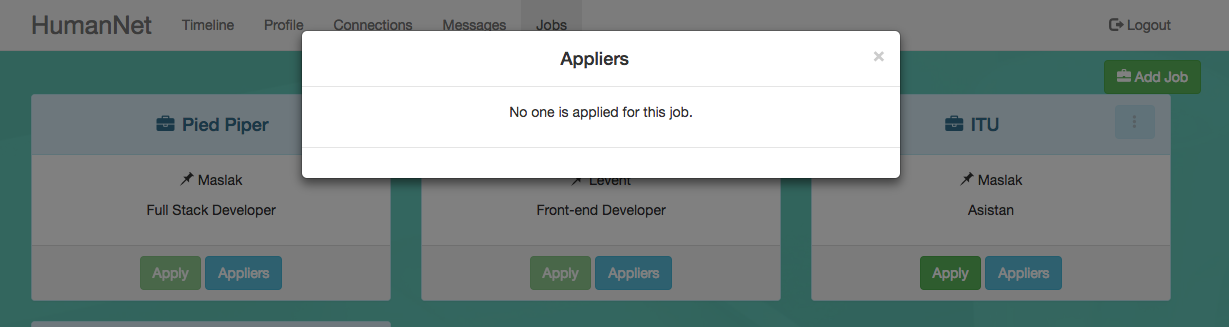 HumanNet Timeline Profile Connections Messages Jobs Logout
Appliers ×
Add Job
No one is applied for this job.
Pied Piper
ITU
Maslak
Levent
Maslak
Full Stack Developer
Front-end Developer
Asistan
Apply Appliers
Apply Appliers
Apply Appliers